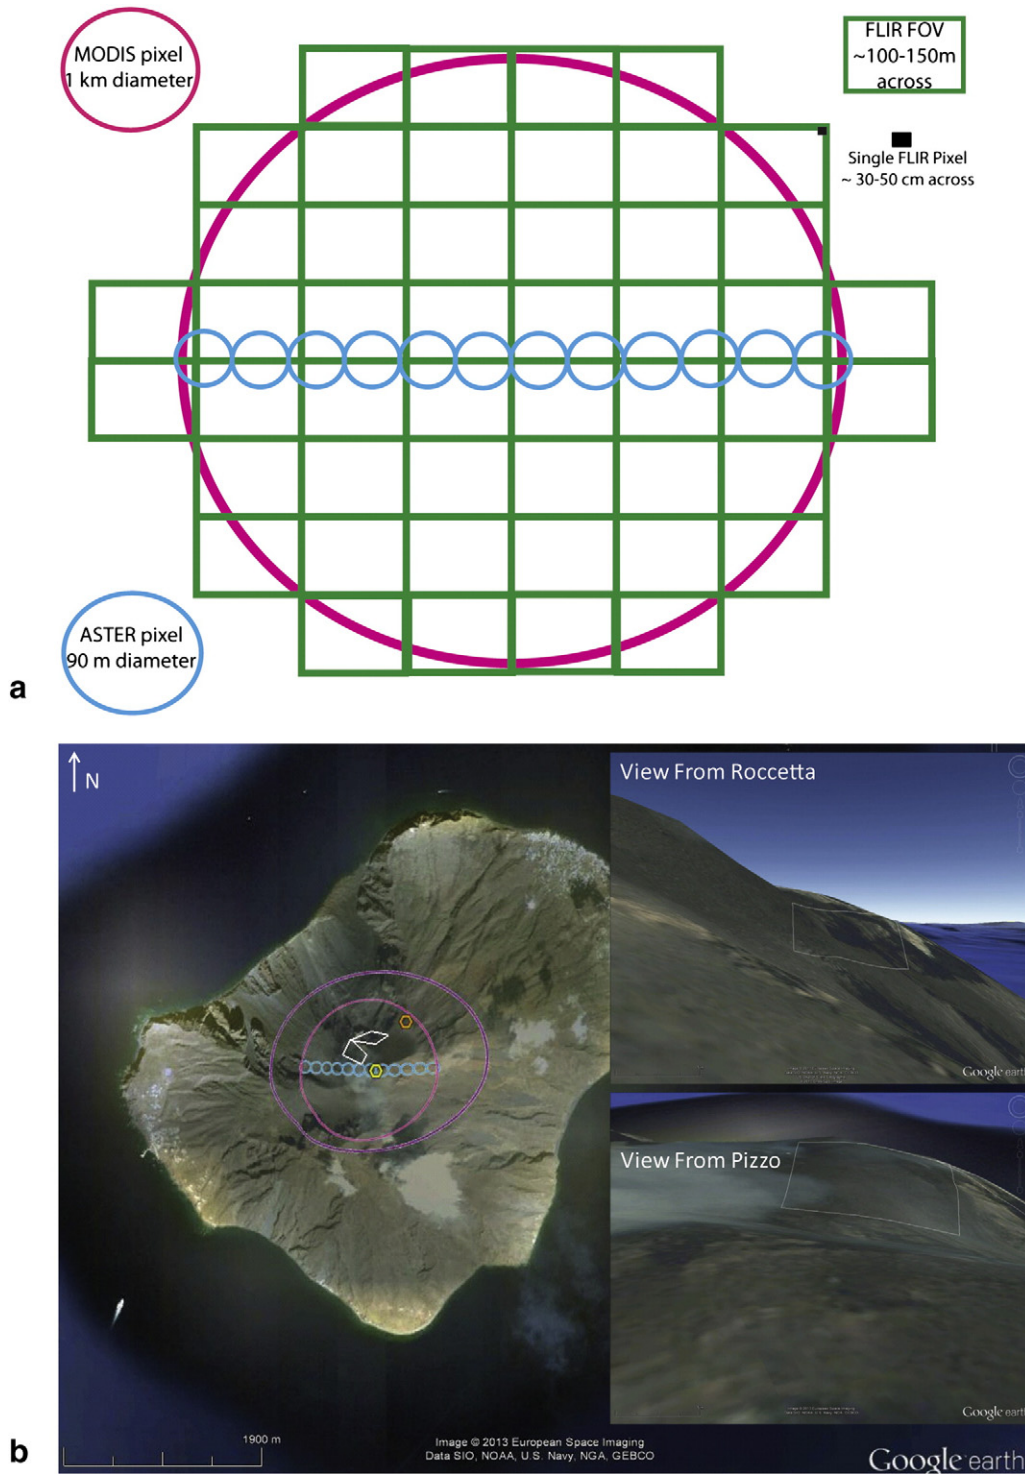 MODIS pixel
1 km diameter
FLIR FOV
~100-150m
across
Single FLIR Pixel
~ 30-50 cm across
ASTER pixel
90 m diameter
a
N
View From Roccetta
Google earth
View From Pizzo
Google earth
1900 m
Image © 2013 European Space Imaging
Data SIO, NOAA, U.S. Navy, NGA, GEBCO
Google earth
b